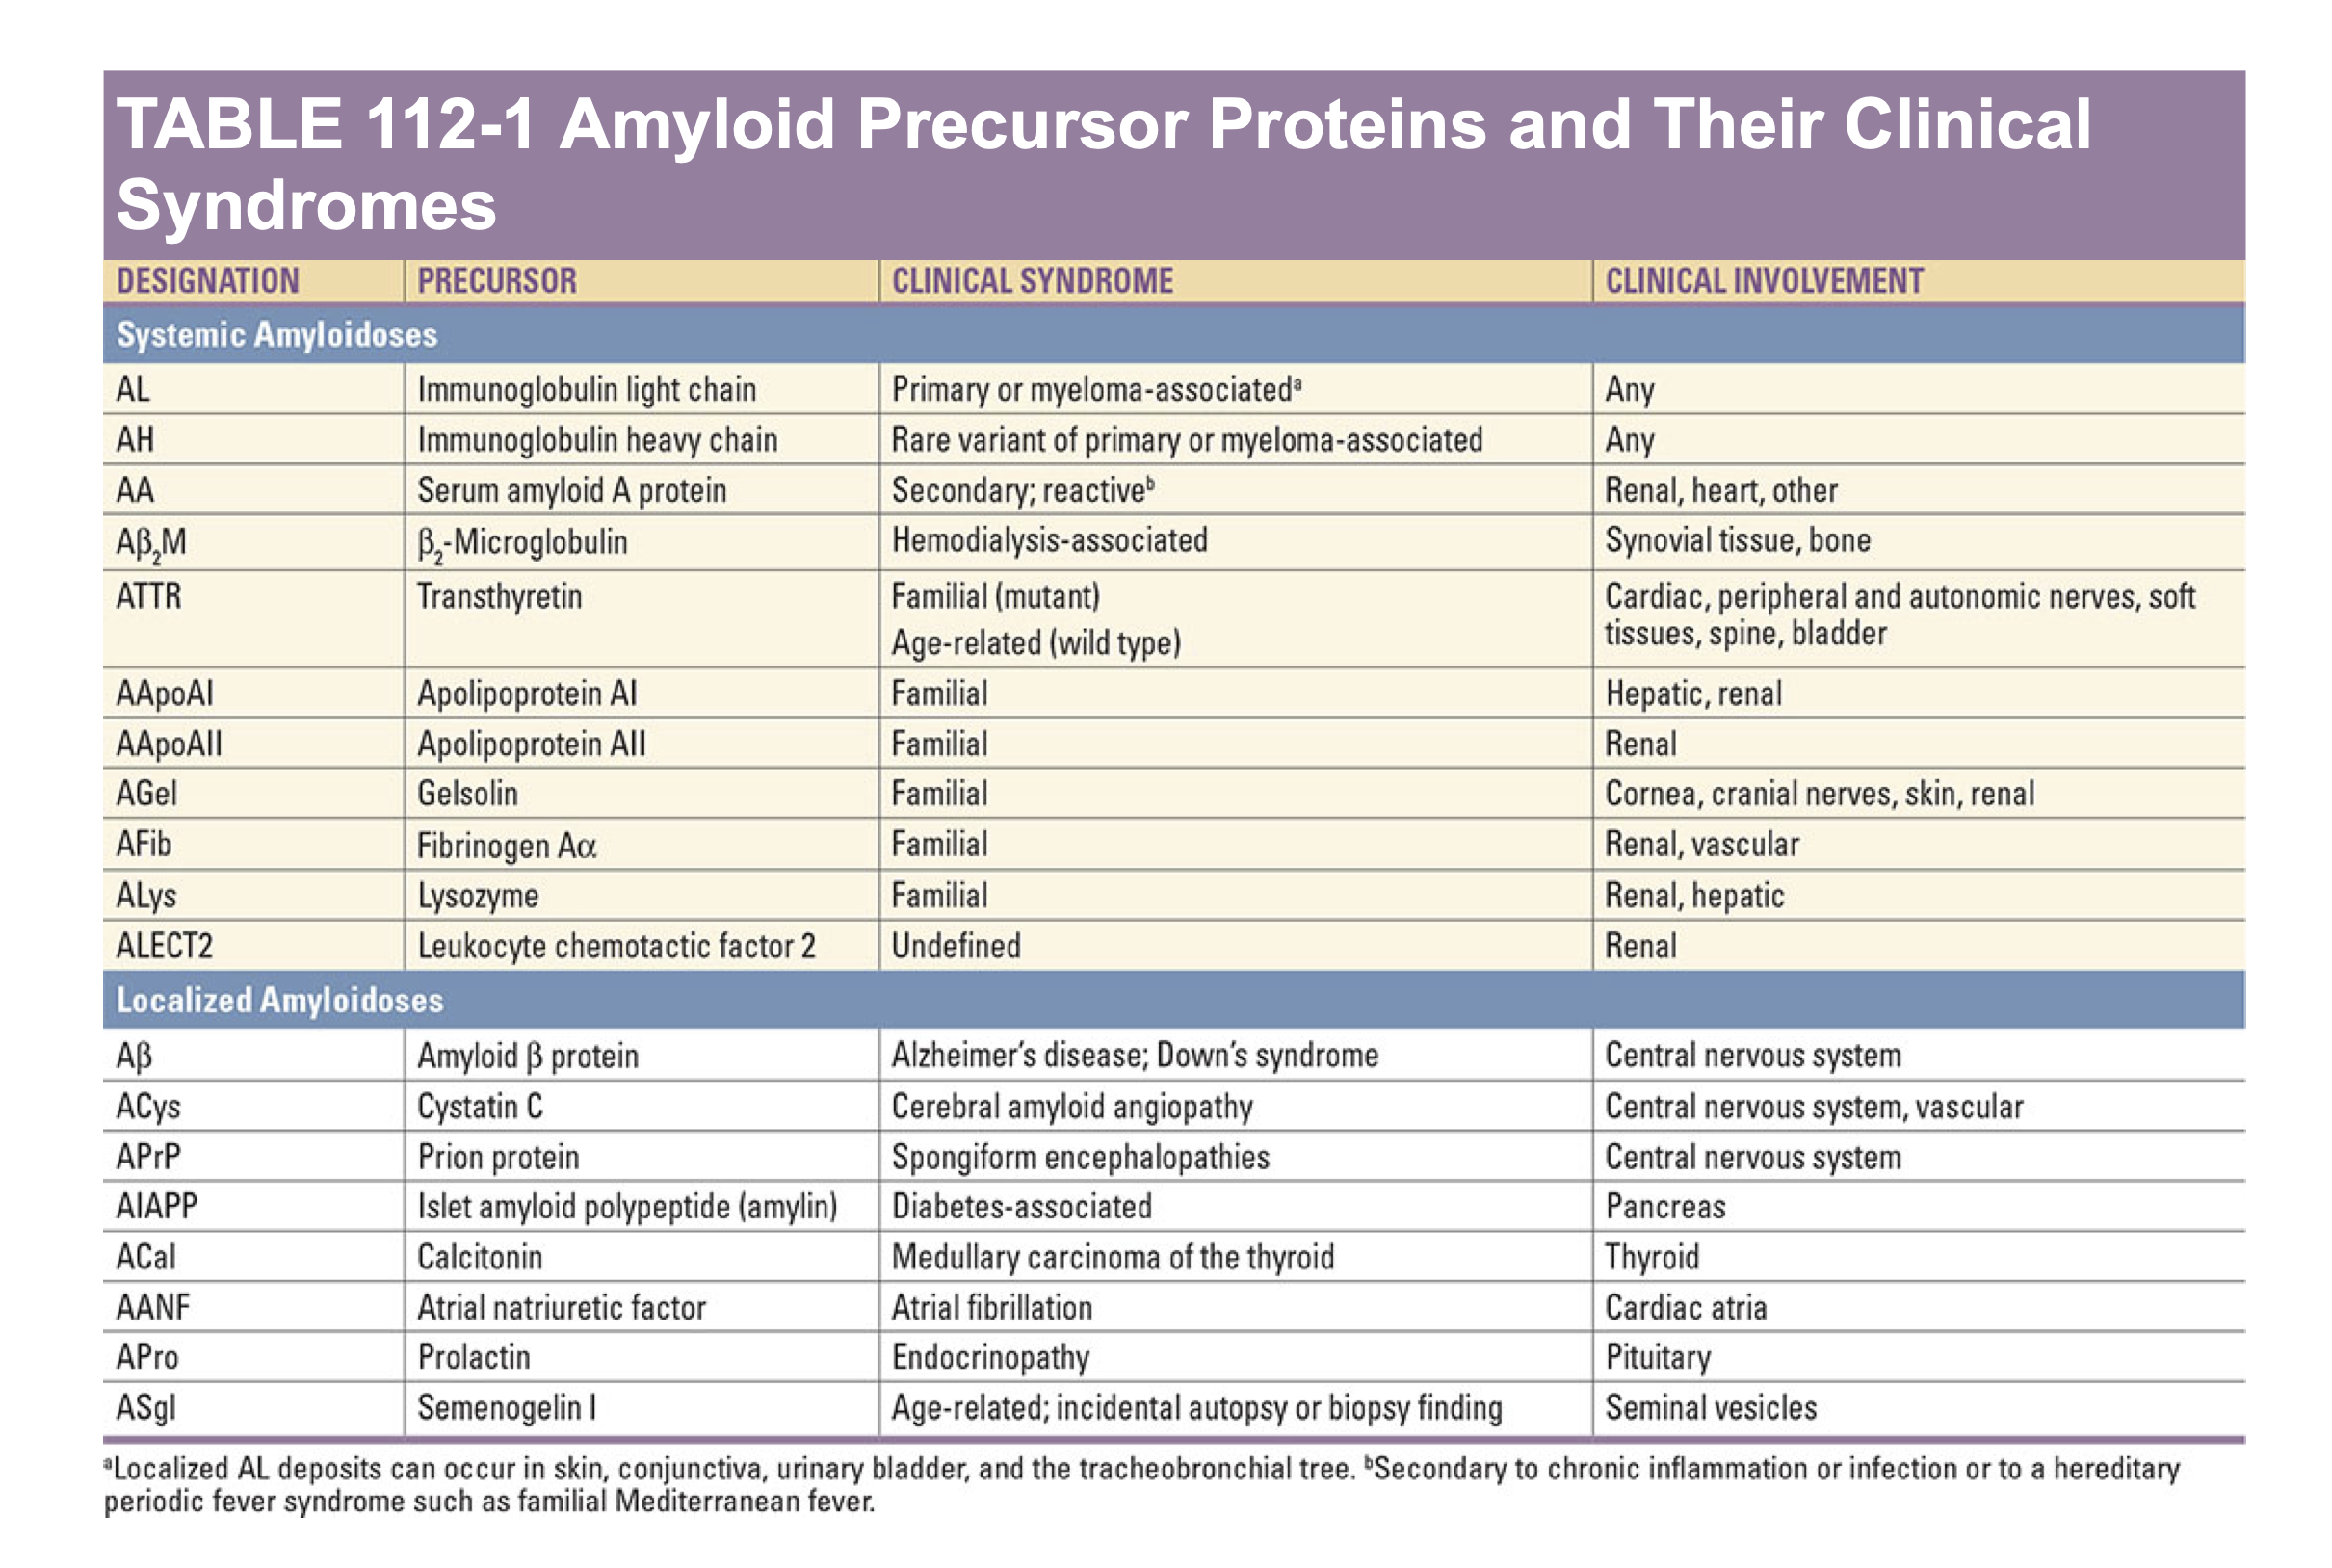 TABLE 112-1 Amyloid Precursor Proteins and Their Clinical
Syndromes
DESIGNATION PRECURSOR CLINICAL SYNDROME CLINICAL INVOLVEMENT
Systemic Amyloidoses
AL Immunoglobulin light chain Primary or myeloma-associatedᵃ Any
AH Immunoglobulin heavy chain Rare variant of primary or myeloma-associated Any
AA Serum amyloid A protein Secondary; reactiveᵇ Renal, heart, other
Aβ₂M β₂-Microglobulin Hemodialysis-associated Synovial tissue, bone
ATTR Transthyretin Familial (mutant) Cardiac, peripheral and autonomic nerves, soft
Age-related (wild type) tissues, spine, bladder
AApoAI Apolipoprotein AI Familial Hepatic, renal
AApoAII Apolipoprotein AII Familial Renal
AGel Gelsolin Familial Cornea, cranial nerves, skin, renal
AFib Fibrinogen Aα Familial Renal, vascular
ALys Lysozyme Familial Renal, hepatic
ALECT2 Leukocyte chemotactic factor 2 Undefined Renal
Localized Amyloidoses
Aβ Amyloid β protein Alzheimer’s disease; Down’s syndrome Central nervous system
ACys Cystatin C Cerebral amyloid angiopathy Central nervous system, vascular
APrP Prion protein Spongiform encephalopathies Central nervous system
AIAPP Islet amyloid polypeptide (amylin) Diabetes-associated Pancreas
ACal Calcitonin Medullary carcinoma of the thyroid Thyroid
AANF Atrial natriuretic factor Atrial fibrillation Cardiac atria
APro Prolactin Endocrinopathy Pituitary
ASgI Semenogelin I Age-related; incidental autopsy or biopsy finding Seminal vesicles
ᵃLocalized AL deposits can occur in skin, conjunctiva, urinary bladder, and the tracheobronchial tree. ᵇSecondary to chronic inflammation or infection or to a hereditary
periodic fever syndrome such as familial Mediterranean fever.